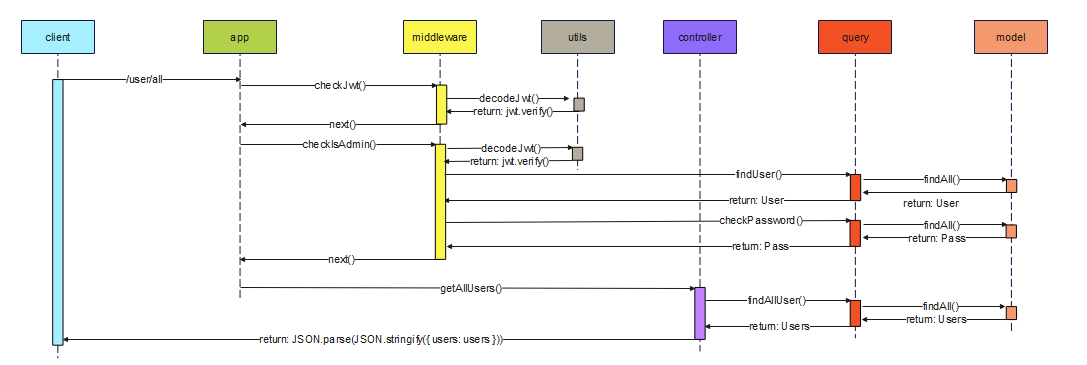 client
app
middleware
utils
controller
query
model
/user/all
checkJwt()
decodeJwt()
return: jwt.verify()
next()
checkIsAdmin()
decodeJwt()
return: jwt.verify()
findUser()
findAll()
return: User
return: User
checkPassword()
findAll()
return: Pass
return: Pass
next()
getAllUsers()
findAllUser()
findAll()
return: Users
return: Users
return: JSON.parse(JSON.stringify({ users: users }))